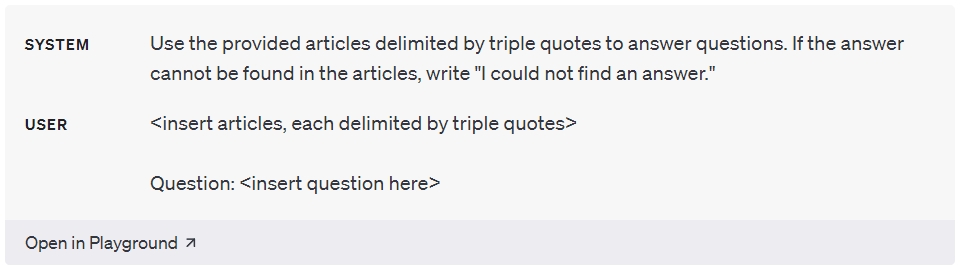 SYSTEM Use the provided articles delimited by triple quotes to answer questions. If the answer
cannot be found in the articles, write "I could not find an answer."
USER <insert articles, each delimited by triple quotes>
Question: <insert question here>
Open in Playground ↗